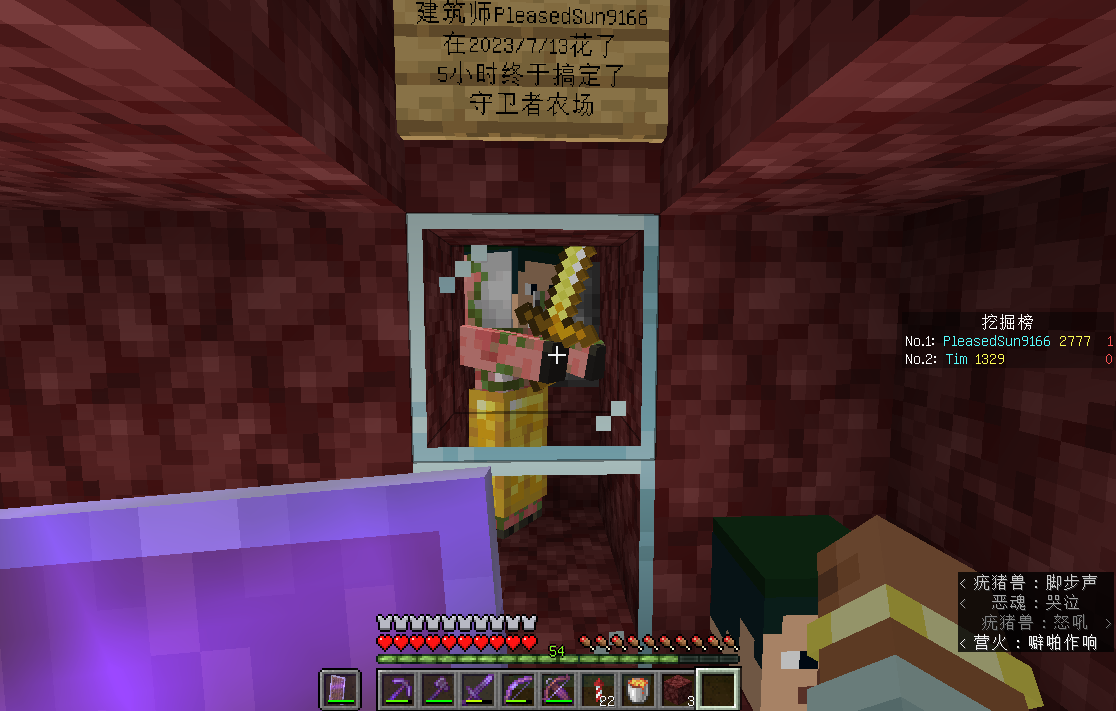 建筑师PleasedSun9166
在2023/7/13花了
5小时终于搞定了
守卫者农场
挖掘榜
No.1: PleasedSun9166 2777 1
No.2: Tim 1329 0
< 疣猪兽：脚步声
< 恶魂：哭泣
疣猪兽：怒吼 >
< 营火：噼啪作响
54
22
3